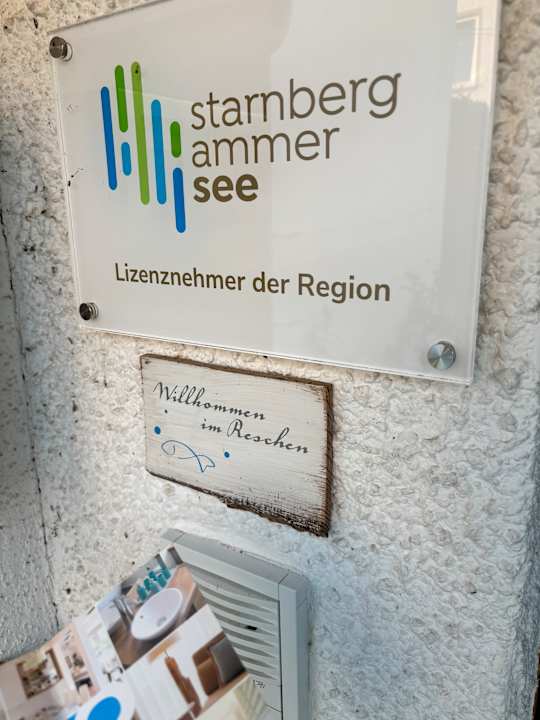 starnberg
ammer
see
Lizenznehmer der Region
Willkommen
im Reschen